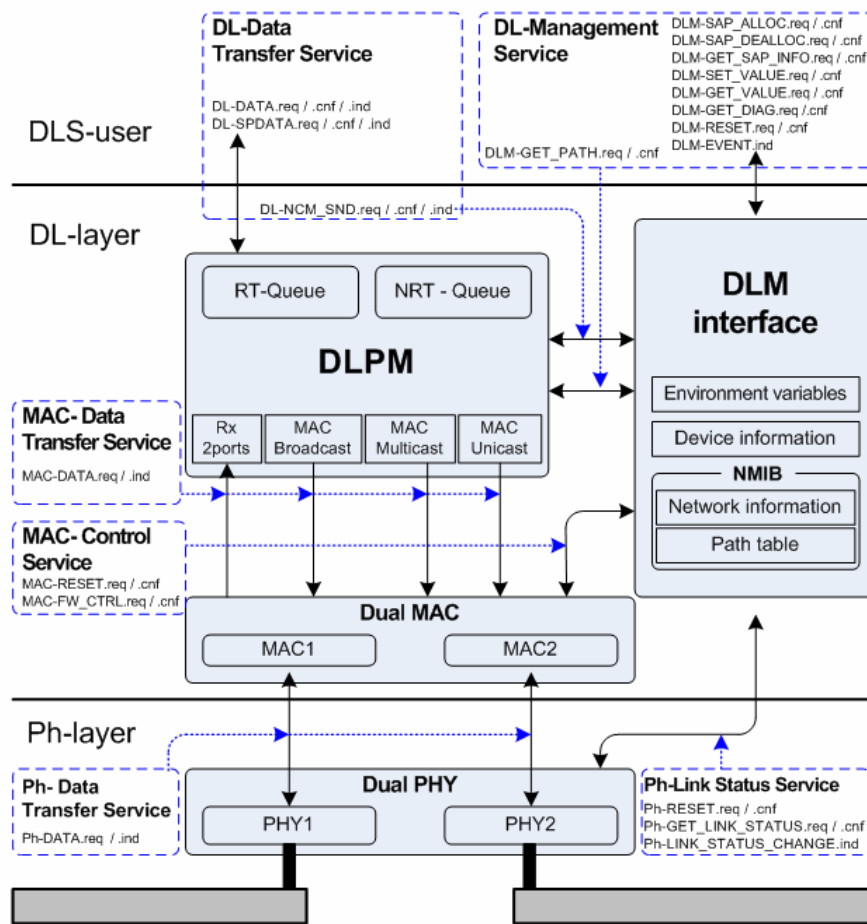 DL-Data
Transfer Service
DL-DATA.req / .cnf / .ind
DL-SPDATA.req / .cnf / .ind
DL-Management
Service
DLM-SAP_ALLOC.req / .cnf
DLM-SAP_DEALLOC.req / .cnf
DLM-GET_SAP_INFO.req / .cnf
DLM-SET_VALUE.req / .cnf
DLM-GET_VALUE.req / .cnf
DLM-GET_DIAG.req / .cnf
DLM-RESET.req / .cnf
DLM-EVENT.ind
DLM-GET_PATH.req / .cnf
DLS-user
DL-NCM_SND.req / .cnf / .ind
DL-layer
RT-Queue
NRT - Queue
DLPM
Rx
2ports
MAC
Broadcast
MAC
Multicast
MAC
Unicast
DLM
interface
Environment variables
Device information
NMIB
Network information
Path table
MAC- Data
Transfer Service
MAC-DATA.req / .ind
MAC- Control
Service
MAC-RESET.req / .cnf
MAC-FW_CTRL.req / .cnf
Dual MAC
MAC1
MAC2
Ph-layer
Ph- Data
Transfer Service
Ph-DATA.req / .ind
Dual PHY
PHY1
PHY2
Ph-Link Status Service
Ph-RESET.req / .cnf
Ph-GET_LINK_STATUS.req / .cnf
Ph-LINK_STATUS_CHANGE.ind